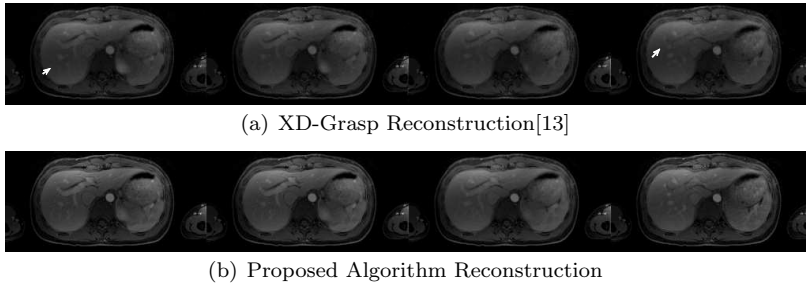 (a) XD-Grasp Reconstruction[13]
(b) Proposed Algorithm Reconstruction